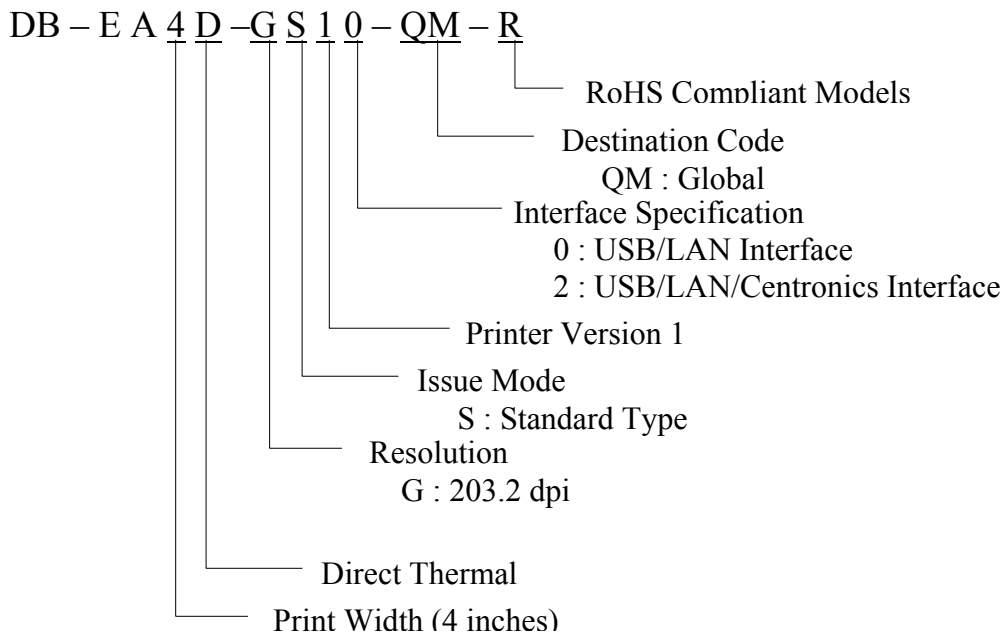 DB – E A 4 D – G S 1 0 – QM – R
RoHS Compliant Models
Destination Code
QM : Global
Interface Specification
0 : USB/LAN Interface
2 : USB/LAN/Centronics Interface
Printer Version 1
Issue Mode
S : Standard Type
Resolution
G : 203.2 dpi
Direct Thermal
Print Width (4 inches)